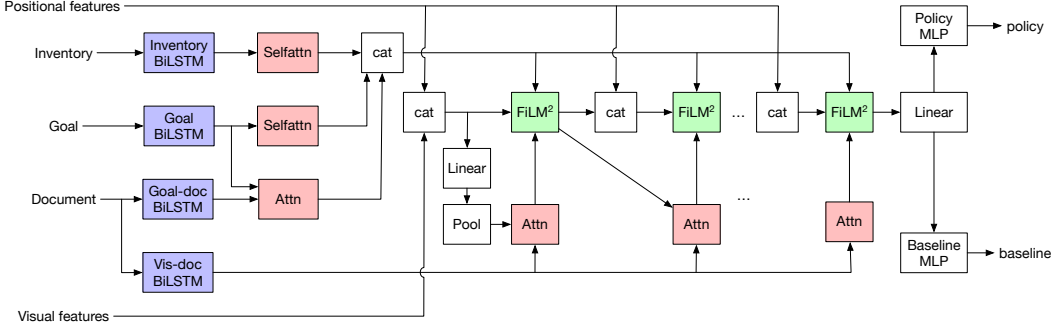 Positional features
Inventory
Inventory
BiLSTM
Selfattn
cat
Policy
MLP
policy
Goal
Goal
BiLSTM
Selfattn
cat
FiLM²
cat
FiLM²
...
cat
FiLM²
Linear
Linear
Document
Goal-doc
BiLSTM
Attn
Pool
Attn
Attn
...
Attn
Vis-doc
BiLSTM
Baseline
MLP
baseline
Visual features